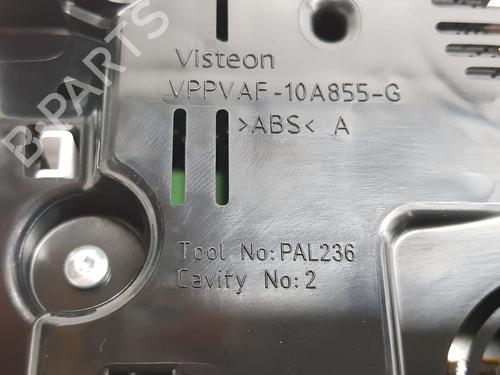 B-PARTS
Visteon
VPPVAF-10A855-G
>ABS< A
Tool No:PAL236
Cavity No:2